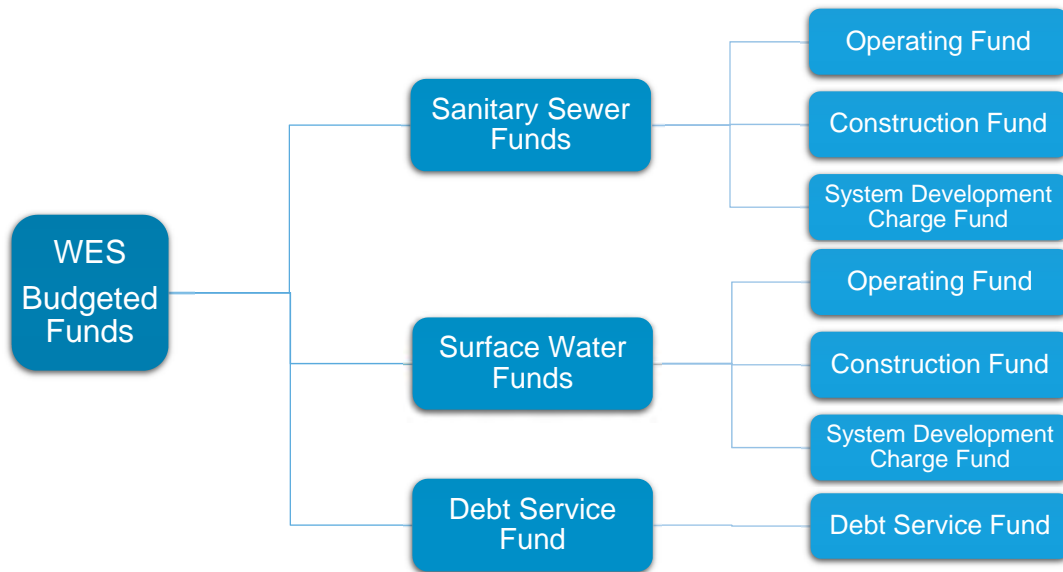 WES
Budgeted
Funds
Sanitary Sewer
Funds
Operating Fund
Construction Fund
System Development
Charge Fund
Surface Water
Funds
Operating Fund
Construction Fund
System Development
Charge Fund
Debt Service
Fund
Debt Service Fund